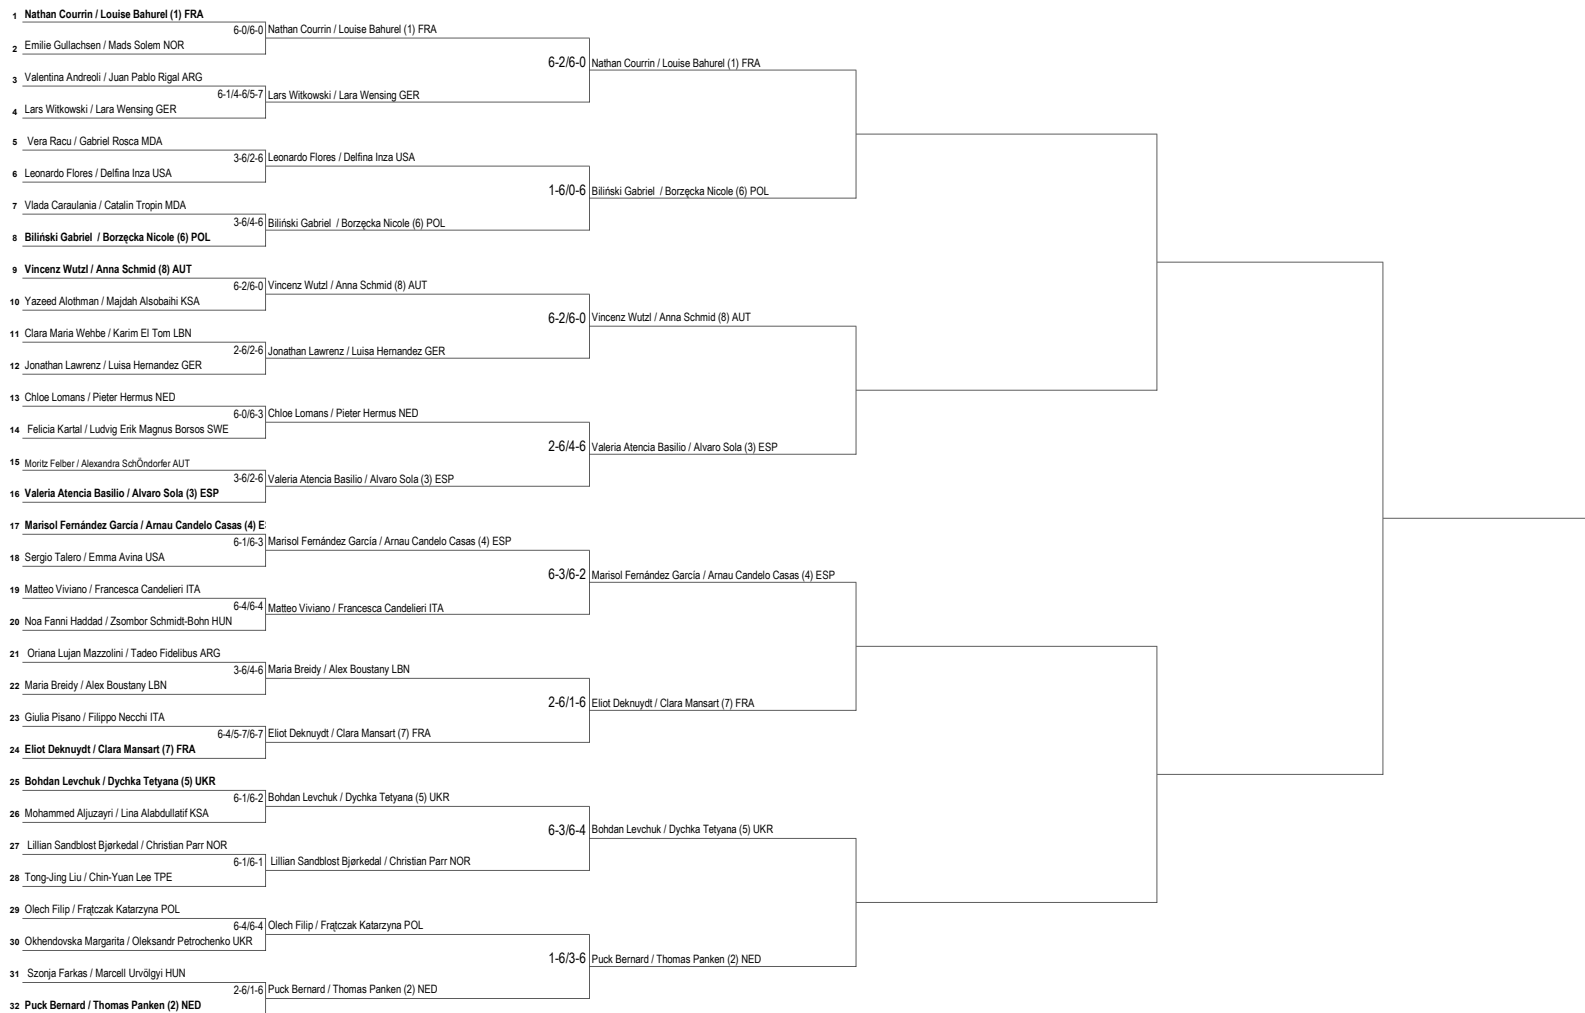 1 Nathan Courrin / Louise Bahurel (1) FRA
6-0/6-0 Nathan Courrin / Louise Bahurel (1) FRA
2 Emilie Gullachsen / Mads Solem NOR
6-2/6-0 Nathan Courrin / Louise Bahurel (1) FRA
3 Valentina Andreoli / Juan Pablo Rigal ARG
6-1/4-6/5-7 Lars Witkowski / Lara Wensing GER
4 Lars Witkowski / Lara Wensing GER
5 Vera Racu / Gabriel Rosca MDA
3-6/2-6 Leonardo Flores / Delfina Inza USA
6 Leonardo Flores / Delfina Inza USA
1-6/0-6 Biliński Gabriel / Borzęcka Nicole (6) POL
7 Vlada Caraulania / Catalin Tropin MDA
3-6/4-6 Biliński Gabriel / Borzęcka Nicole (6) POL
8 Biliński Gabriel / Borzęcka Nicole (6) POL
9 Vincenz Wutzl / Anna Schmid (8) AUT
6-2/6-0 Vincenz Wutzl / Anna Schmid (8) AUT
10 Yazeed Alothman / Majdah Alsobaihi KSA
6-2/6-0 Vincenz Wutzl / Anna Schmid (8) AUT
11 Clara Maria Wehbe / Karim El Tom LBN
2-6/2-6 Jonathan Lawrenz / Luisa Hernandez GER
12 Jonathan Lawrenz / Luisa Hernandez GER
13 Chloe Lomans / Pieter Hermus NED
6-0/6-3 Chloe Lomans / Pieter Hermus NED
14 Felicia Kartal / Ludvig Erik Magnus Borsos SWE
2-6/4-6 Valeria Atencia Basilio / Alvaro Sola (3) ESP
15 Moritz Felber / Alexandra SchÖndorfer AUT
3-6/2-6 Valeria Atencia Basilio / Alvaro Sola (3) ESP
16 Valeria Atencia Basilio / Alvaro Sola (3) ESP
17 Marisol Fernández García / Arnau Candelo Casas (4) E
6-1/6-3 Marisol Fernández García / Arnau Candelo Casas (4) ESP
18 Sergio Talero / Emma Avina USA
6-3/6-2 Marisol Fernández García / Arnau Candelo Casas (4) ESP
19 Matteo Viviano / Francesca Candelieri ITA
6-4/6-4 Matteo Viviano / Francesca Candelieri ITA
20 Noa Fanni Haddad / Zsombor Schmidt-Bohn HUN
21 Oriana Lujan Mazzolini / Tadeo Fidelibus ARG
3-6/4-6 Maria Breidy / Alex Boustany LBN
22 Maria Breidy / Alex Boustany LBN
2-6/1-6 Eliot Deknuydt / Clara Mansart (7) FRA
23 Giulia Pisano / Filippo Necchi ITA
6-4/5-7/6-7 Eliot Deknuydt / Clara Mansart (7) FRA
24 Eliot Deknuydt / Clara Mansart (7) FRA
25 Bohdan Levchuk / Dychka Tetyana (5) UKR
6-1/6-2 Bohdan Levchuk / Dychka Tetyana (5) UKR
26 Mohammed Aljuzayri / Lina Alabdullatif KSA
6-3/6-4 Bohdan Levchuk / Dychka Tetyana (5) UKR
27 Lillian Sandblost Bjørkedal / Christian Parr NOR
6-1/6-1 Lillian Sandblost Bjørkedal / Christian Parr NOR
28 Tong-Jing Liu / Chin-Yuan Lee TPE
29 Olech Filip / Frątczak Katarzyna POL
6-4/6-4 Olech Filip / Frątczak Katarzyna POL
30 Okhendovska Margarita / Oleksandr Petrochenko UKR
1-6/3-6 Puck Bernard / Thomas Panken (2) NED
31 Szonja Farkas / Marcell Urvölgyi HUN
2-6/1-6 Puck Bernard / Thomas Panken (2) NED
32 Puck Bernard / Thomas Panken (2) NED